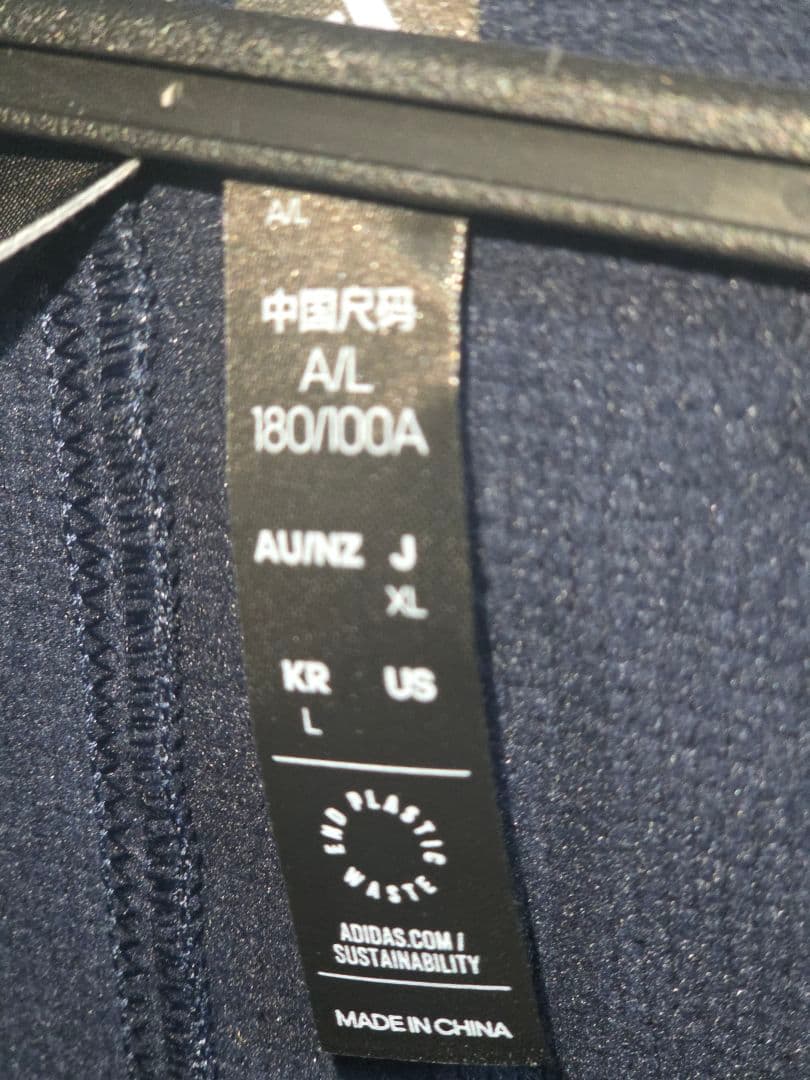 A/L
中国尺码
A/L
180/100A
AU/NZ J
XL
KR US
L
END PLASTIC WASTE
ADIDAS.COM /
SUSTAINABILITY
MADE IN CHINA